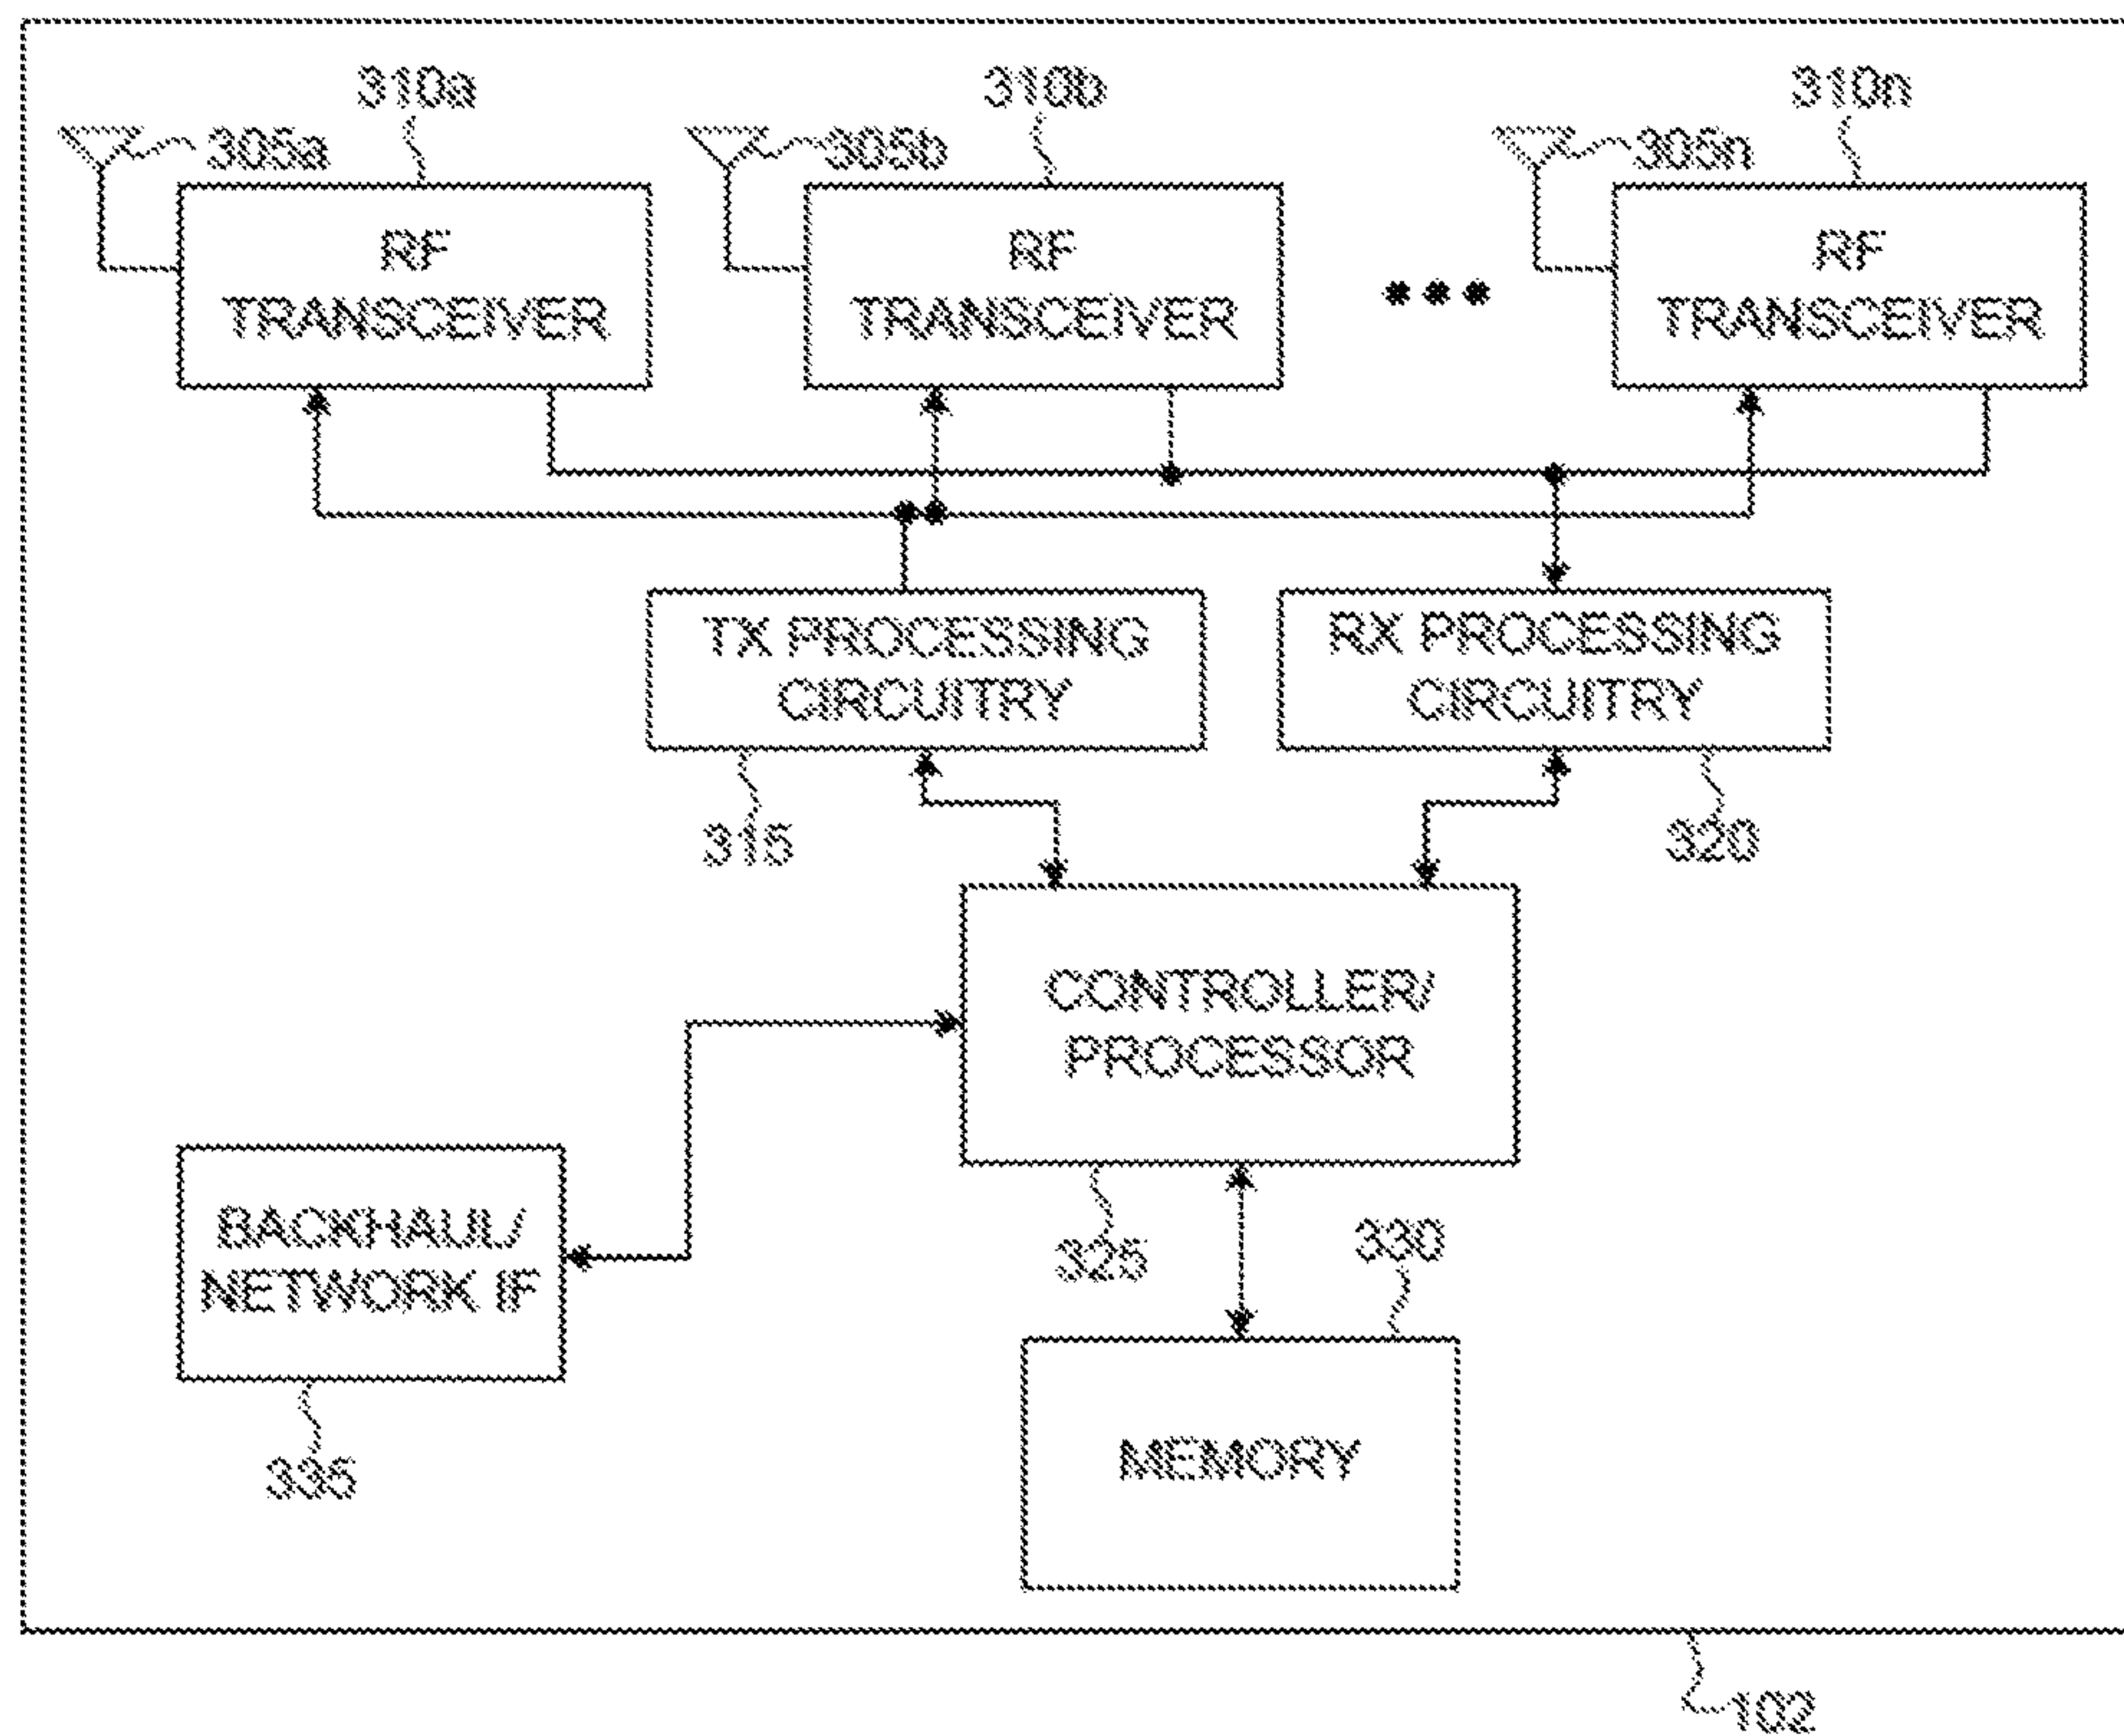 310a
310b
310n
305a
305b
305n
RF
TRANSCEIVER
RF
TRANSCEIVER
RF
TRANSCEIVER
TX PROCESSING
CIRCUITRY
RX PROCESSING
CIRCUITRY
315
320
CONTROLLER/
PROCESSOR
325
330
BACKHAUL/
NETWORK IF
335
MEMORY
102